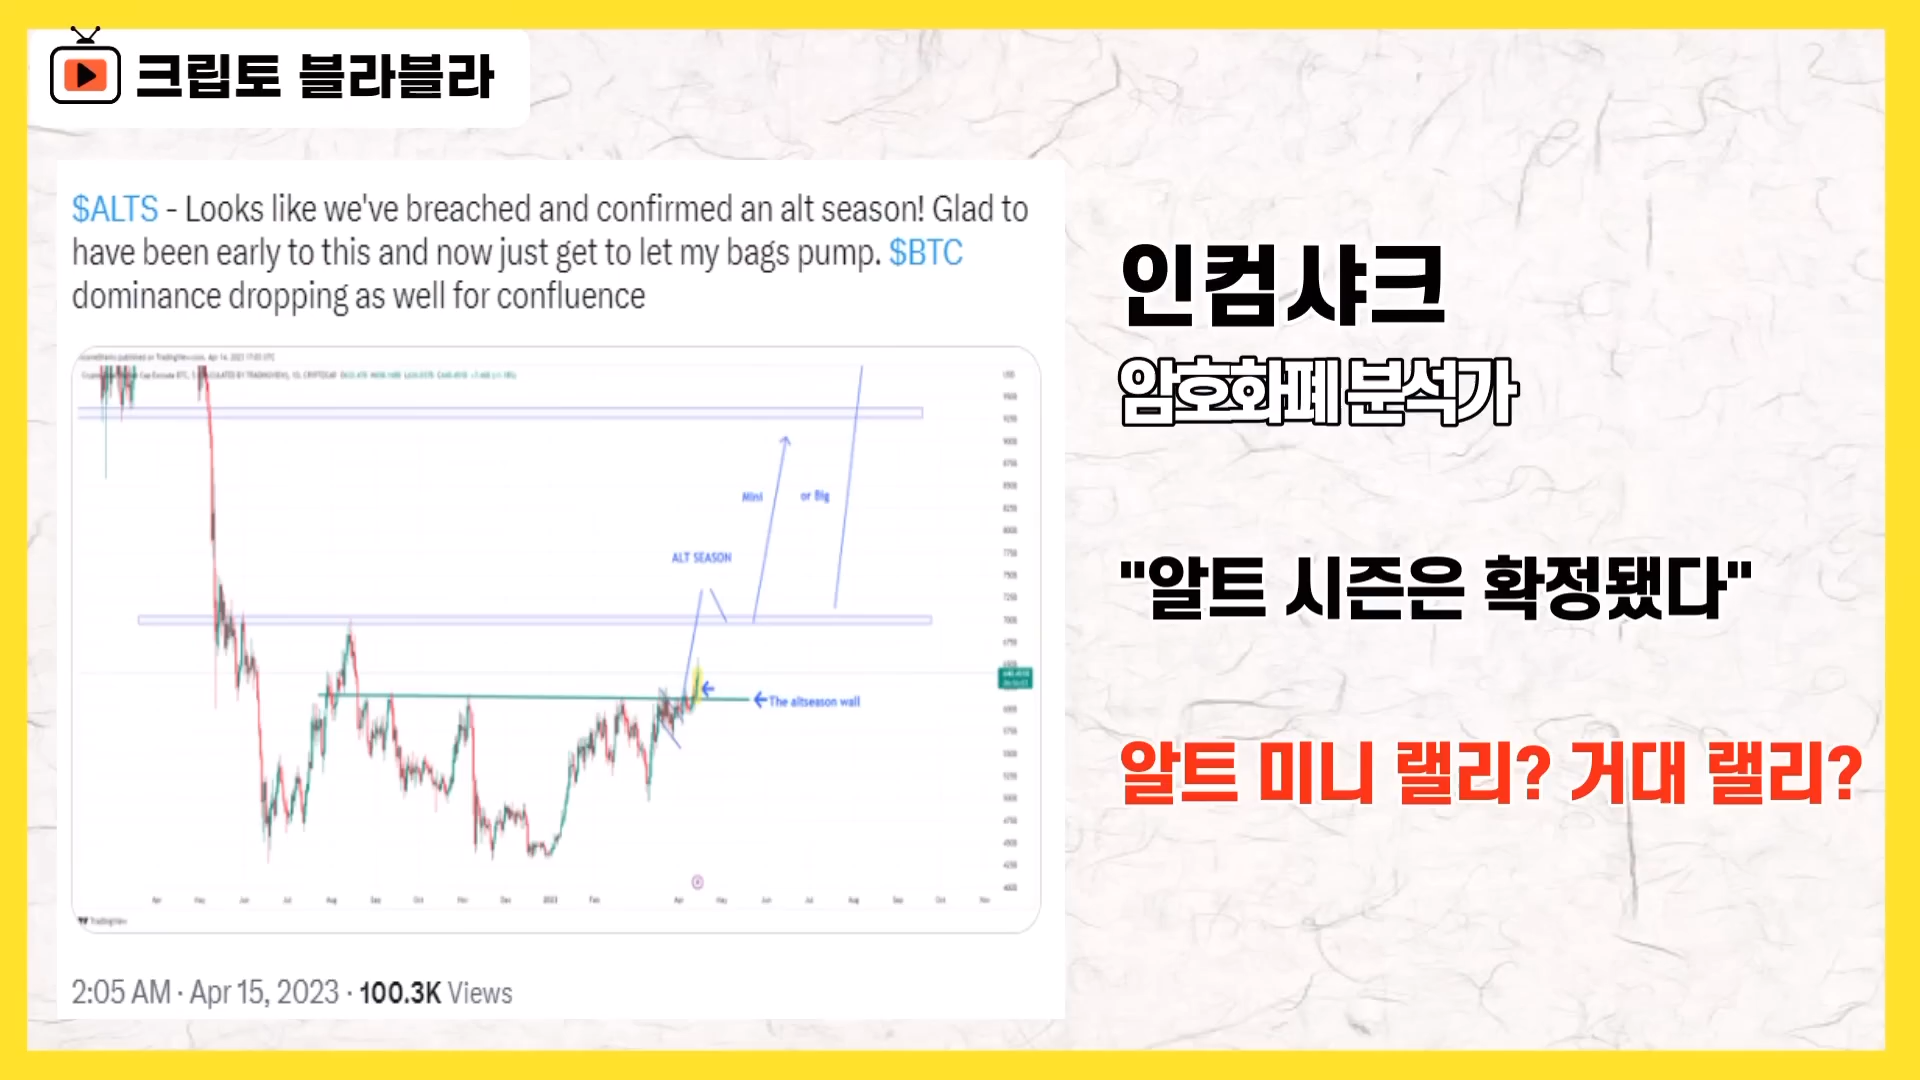 크립토 블라블라
$ALTS - Looks like we've breached and confirmed an alt season! Glad to
have been early to this and now just get to let my bags pump. $BTC
dominance dropping as well for confluence
Mini
or Big
ALT SEASON
The altseason wall
TradingView
2:05 AM · Apr 15, 2023 · 100.3K Views
인컴샤크
암호화폐 분석가
"알트 시즌은 확정됐다"
알트 미니 랠리? 거대 랠리?